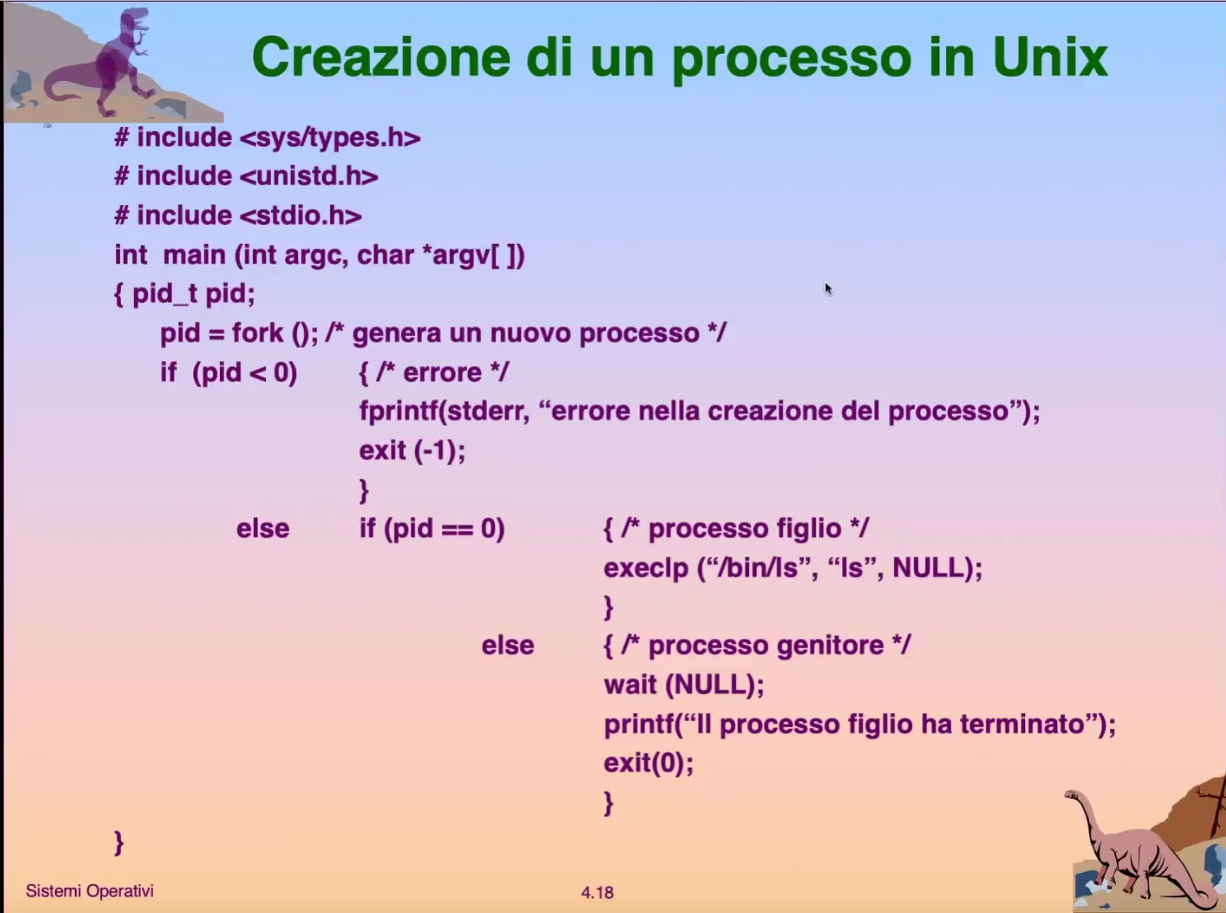 Creazione di un processo in Unix
# include <sys/types.h>
# include <unistd.h>
# include <stdio.h>
int main (int argc, char *argv[ ])
{ pid_t pid;
pid = fork (); /* genera un nuovo processo */
if (pid < 0) { /* errore */
fprintf(stderr, “errore nella creazione del processo”);
exit (-1);
}
else if (pid == 0) { /* processo figlio */
execlp (“/bin/ls”, “ls”, NULL);
}
else { /* processo genitore */
wait (NULL);
printf(“Il processo figlio ha terminato”);
exit(0);
}
}
Sistemi Operativi 4.18